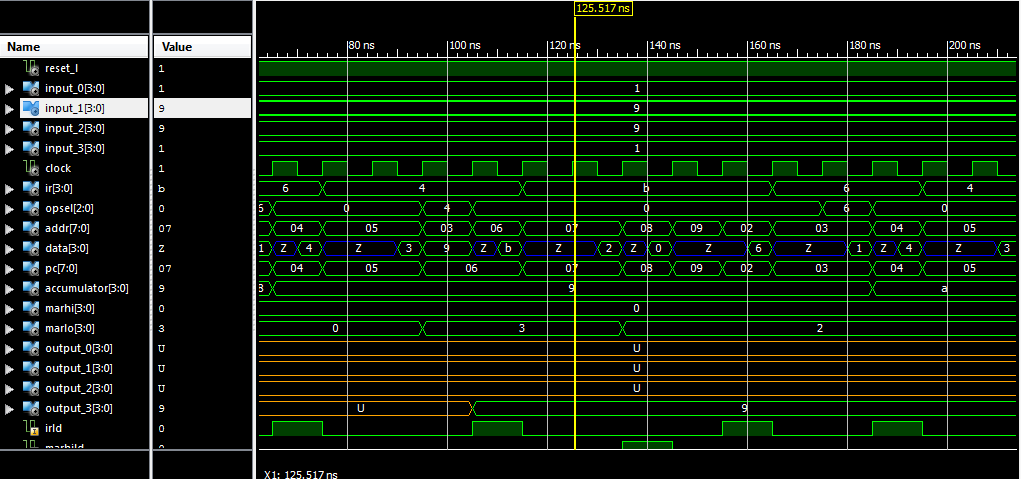 125.517 ns
Name Value 80 ns 100 ns 120 ns 140 ns 160 ns 180 ns 200 ns
reset_l 1
input_0[3:0] 1 1
input_1[3:0] 9 9
input_2[3:0] 9 9
input_3[3:0] 1 1
clock 1
ir[3:0] b 6 4 b 6 4
opsel[2:0] 0 6 0 4 0 6 0
addr[7:0] 07 04 05 03 06 07 08 09 02 03 04 05
data[3:0] Z 1 Z 4 Z 3 9 Z b Z 2 Z 0 Z 6 Z 1 Z 4 Z 3
pc[7:0] 07 04 05 06 07 08 09 02 03 04 05
accumulator[3:0] 9 8 9 a
marhi[3:0] 0 0
marlo[3:0] 3 0 3 2
output_0[3:0] U U
output_1[3:0] U U
output_2[3:0] U U
output_3[3:0] 9 U 9
irld 0
marhild 0
X1: 125.517 ns